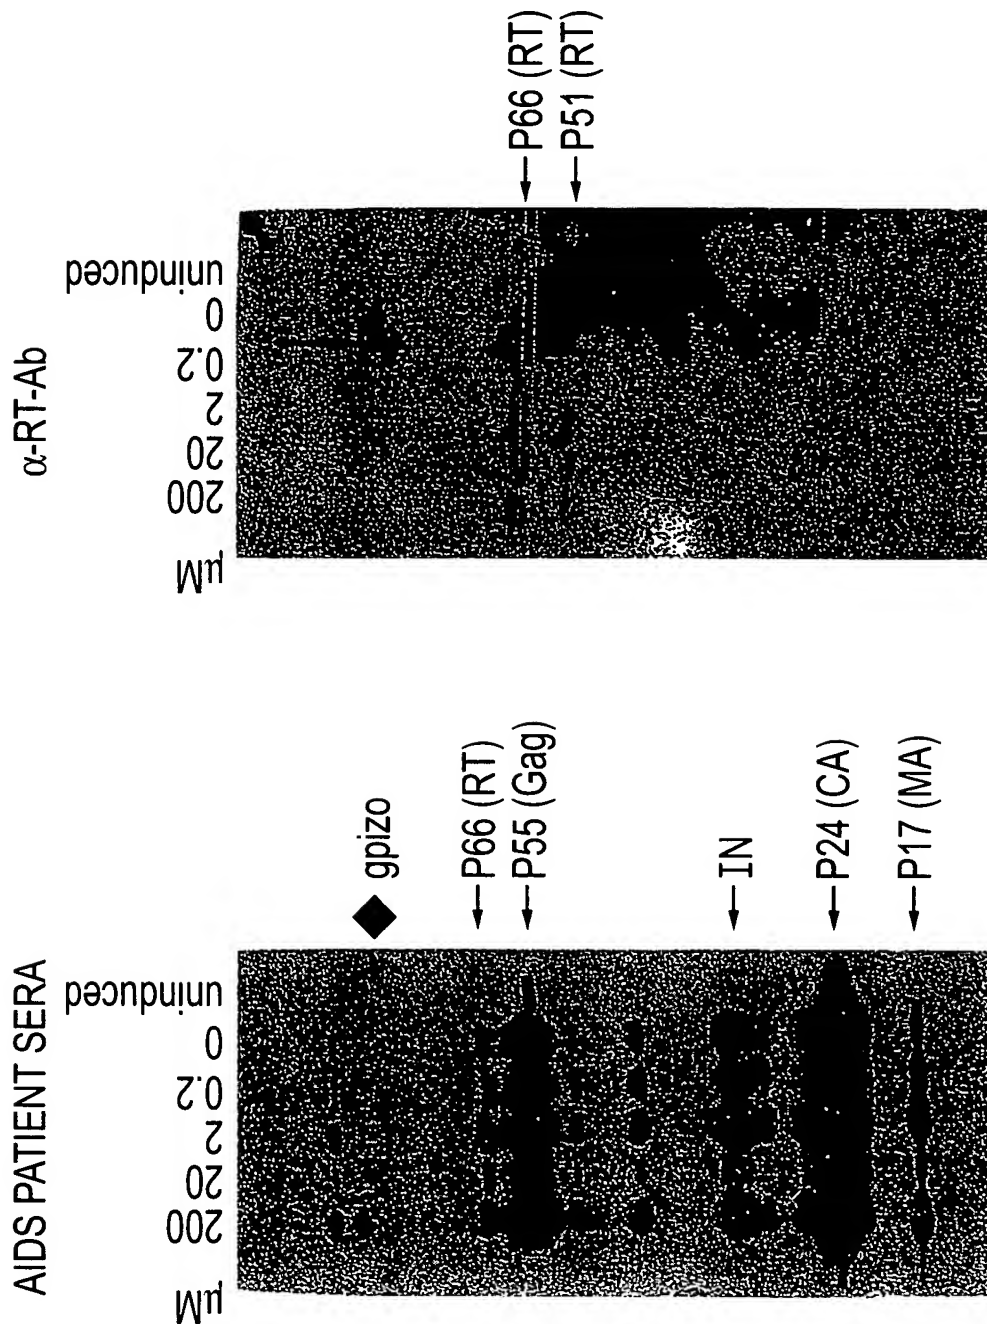 AIDS PATIENT SERA
µM
200
20
2
0.2
0
uninduced
gpizo
P66 (RT)
P55 (Gag)
IN
P24 (CA)
P17 (MA)
α-RT-Ab
µM
200
20
2
0.2
0
uninduced
P66 (RT)
P51 (RT)